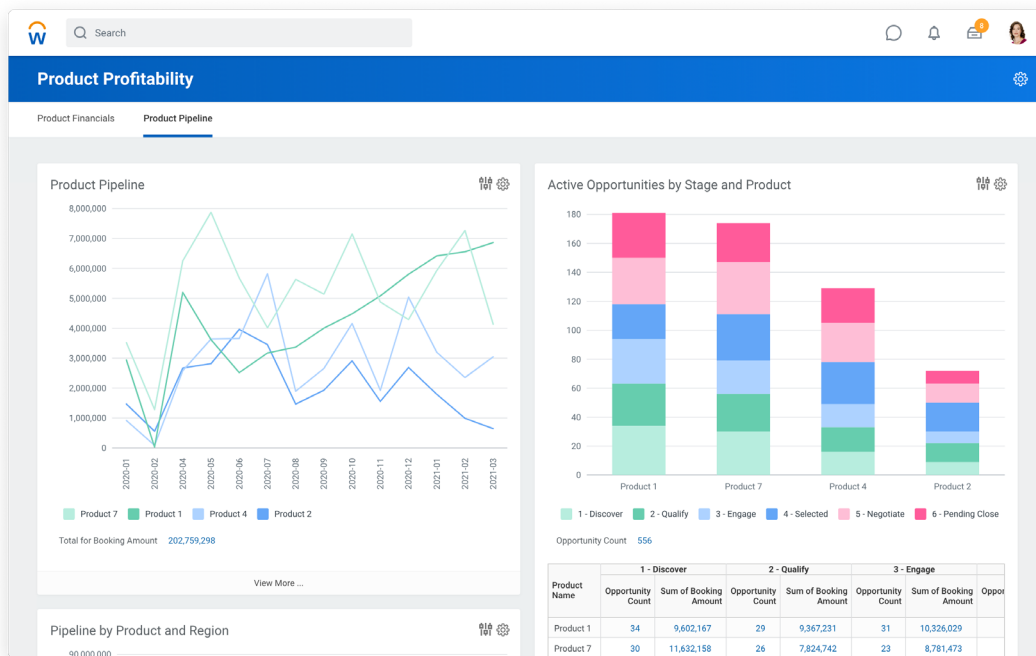 W
Search
8
Product Profitability
Product Financials
Product Pipeline
Product Pipeline
8,000,000
7,000,000
6,000,000
5,000,000
4,000,000
3,000,000
2,000,000
1,000,000
0
2020-01
2020-02
2020-04
2020-05
2020-06
2020-07
2020-08
2020-09
2020-10
2020-11
2020-12
2021-01
2021-02
2021-03
Product 7 Product 1 Product 4 Product 2
Total for Booking Amount 202,759,298
View More ...
Active Opportunities by Stage and Product
180
160
140
120
100
80
60
40
20
0
Product 1 Product 7 Product 4 Product 2
1 - Discover 2 - Qualify 3 - Engage 4 - Selected 5 - Negotiate 6 - Pending Close
Opportunity Count 556
1 - Discover 2 - Qualify 3 - Engage
Product Name
Opportunity Count Sum of Booking Amount Opportunity Count Sum of Booking Amount Opportunity Count Sum of Booking Amount Oppor
Product 1 34 9,602,167 29 9,367,231 31 10,326,029
Product 7 30 11,632,158 26 7,824,742 23 8,781,473
Pipeline by Product and Region
90,000,000